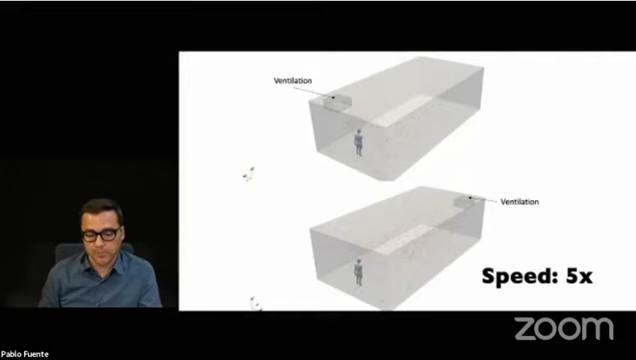 Ventilation
Ventilation
Speed: 5x
zoom
Pablo Fuente